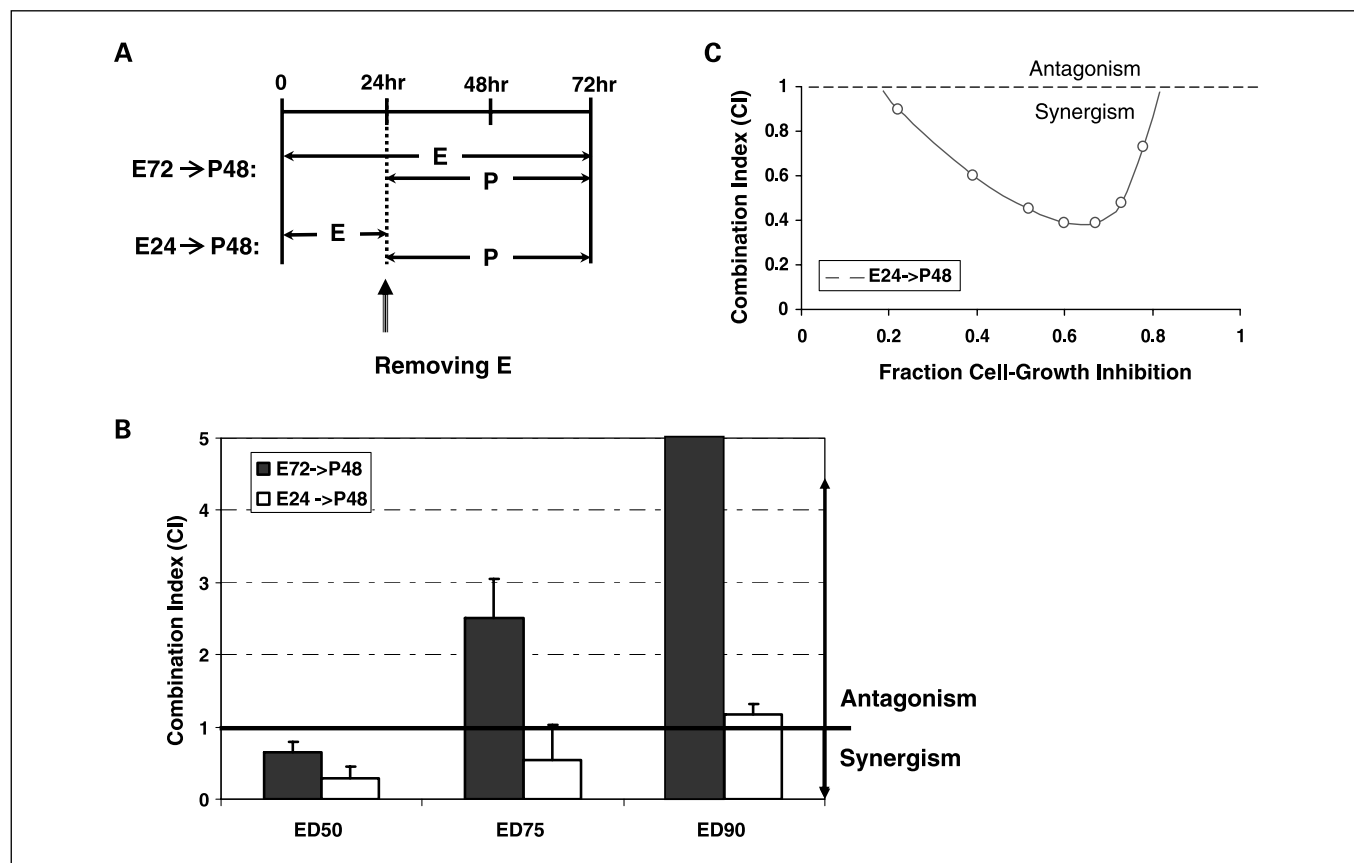 A
0 24hr 48hr 72hr
E72 → P48:
E
P
E24 → P48:
E
P
Removing E
C
Combination Index (CI)
1
0.8
0.6
0.4
0.2
0
Antagonism
Synergism
E24->P48
0 0.2 0.4 0.6 0.8 1
Fraction Cell-Growth Inhibition
B
Combination Index (CI)
5
4
3
2
1
0
E72->P48
E24 ->P48
Antagonism
Synergism
ED50 ED75 ED90